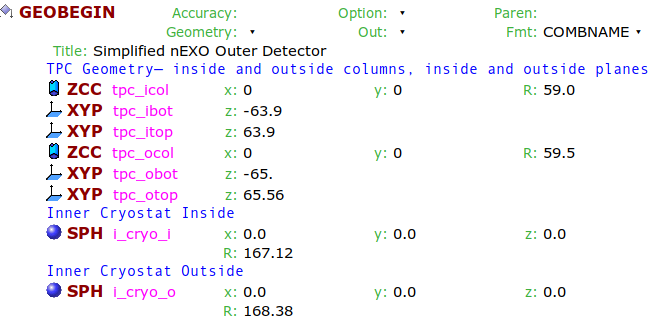 GEOBEGIN Accuracy: Option: Paren:
Geometry: Out: Fmt: COMBNAME
Title: Simplified nEXO Outer Detector
TPC Geometry— inside and outside columns, inside and outside planes
ZCC tpc_icol x: 0 y: 0 R: 59.0
XYP tpc_ibot z: -63.9
XYP tpc_itop z: 63.9
ZCC tpc_ocol x: 0 y: 0 R: 59.5
XYP tpc_obot z: -65.
XYP tpc_otop z: 65.56
Inner Cryostat Inside
SPH i_cryo_i x: 0.0 y: 0.0 z: 0.0
R: 167.12
Inner Cryostat Outside
SPH i_cryo_o x: 0.0 y: 0.0 z: 0.0
R: 168.38